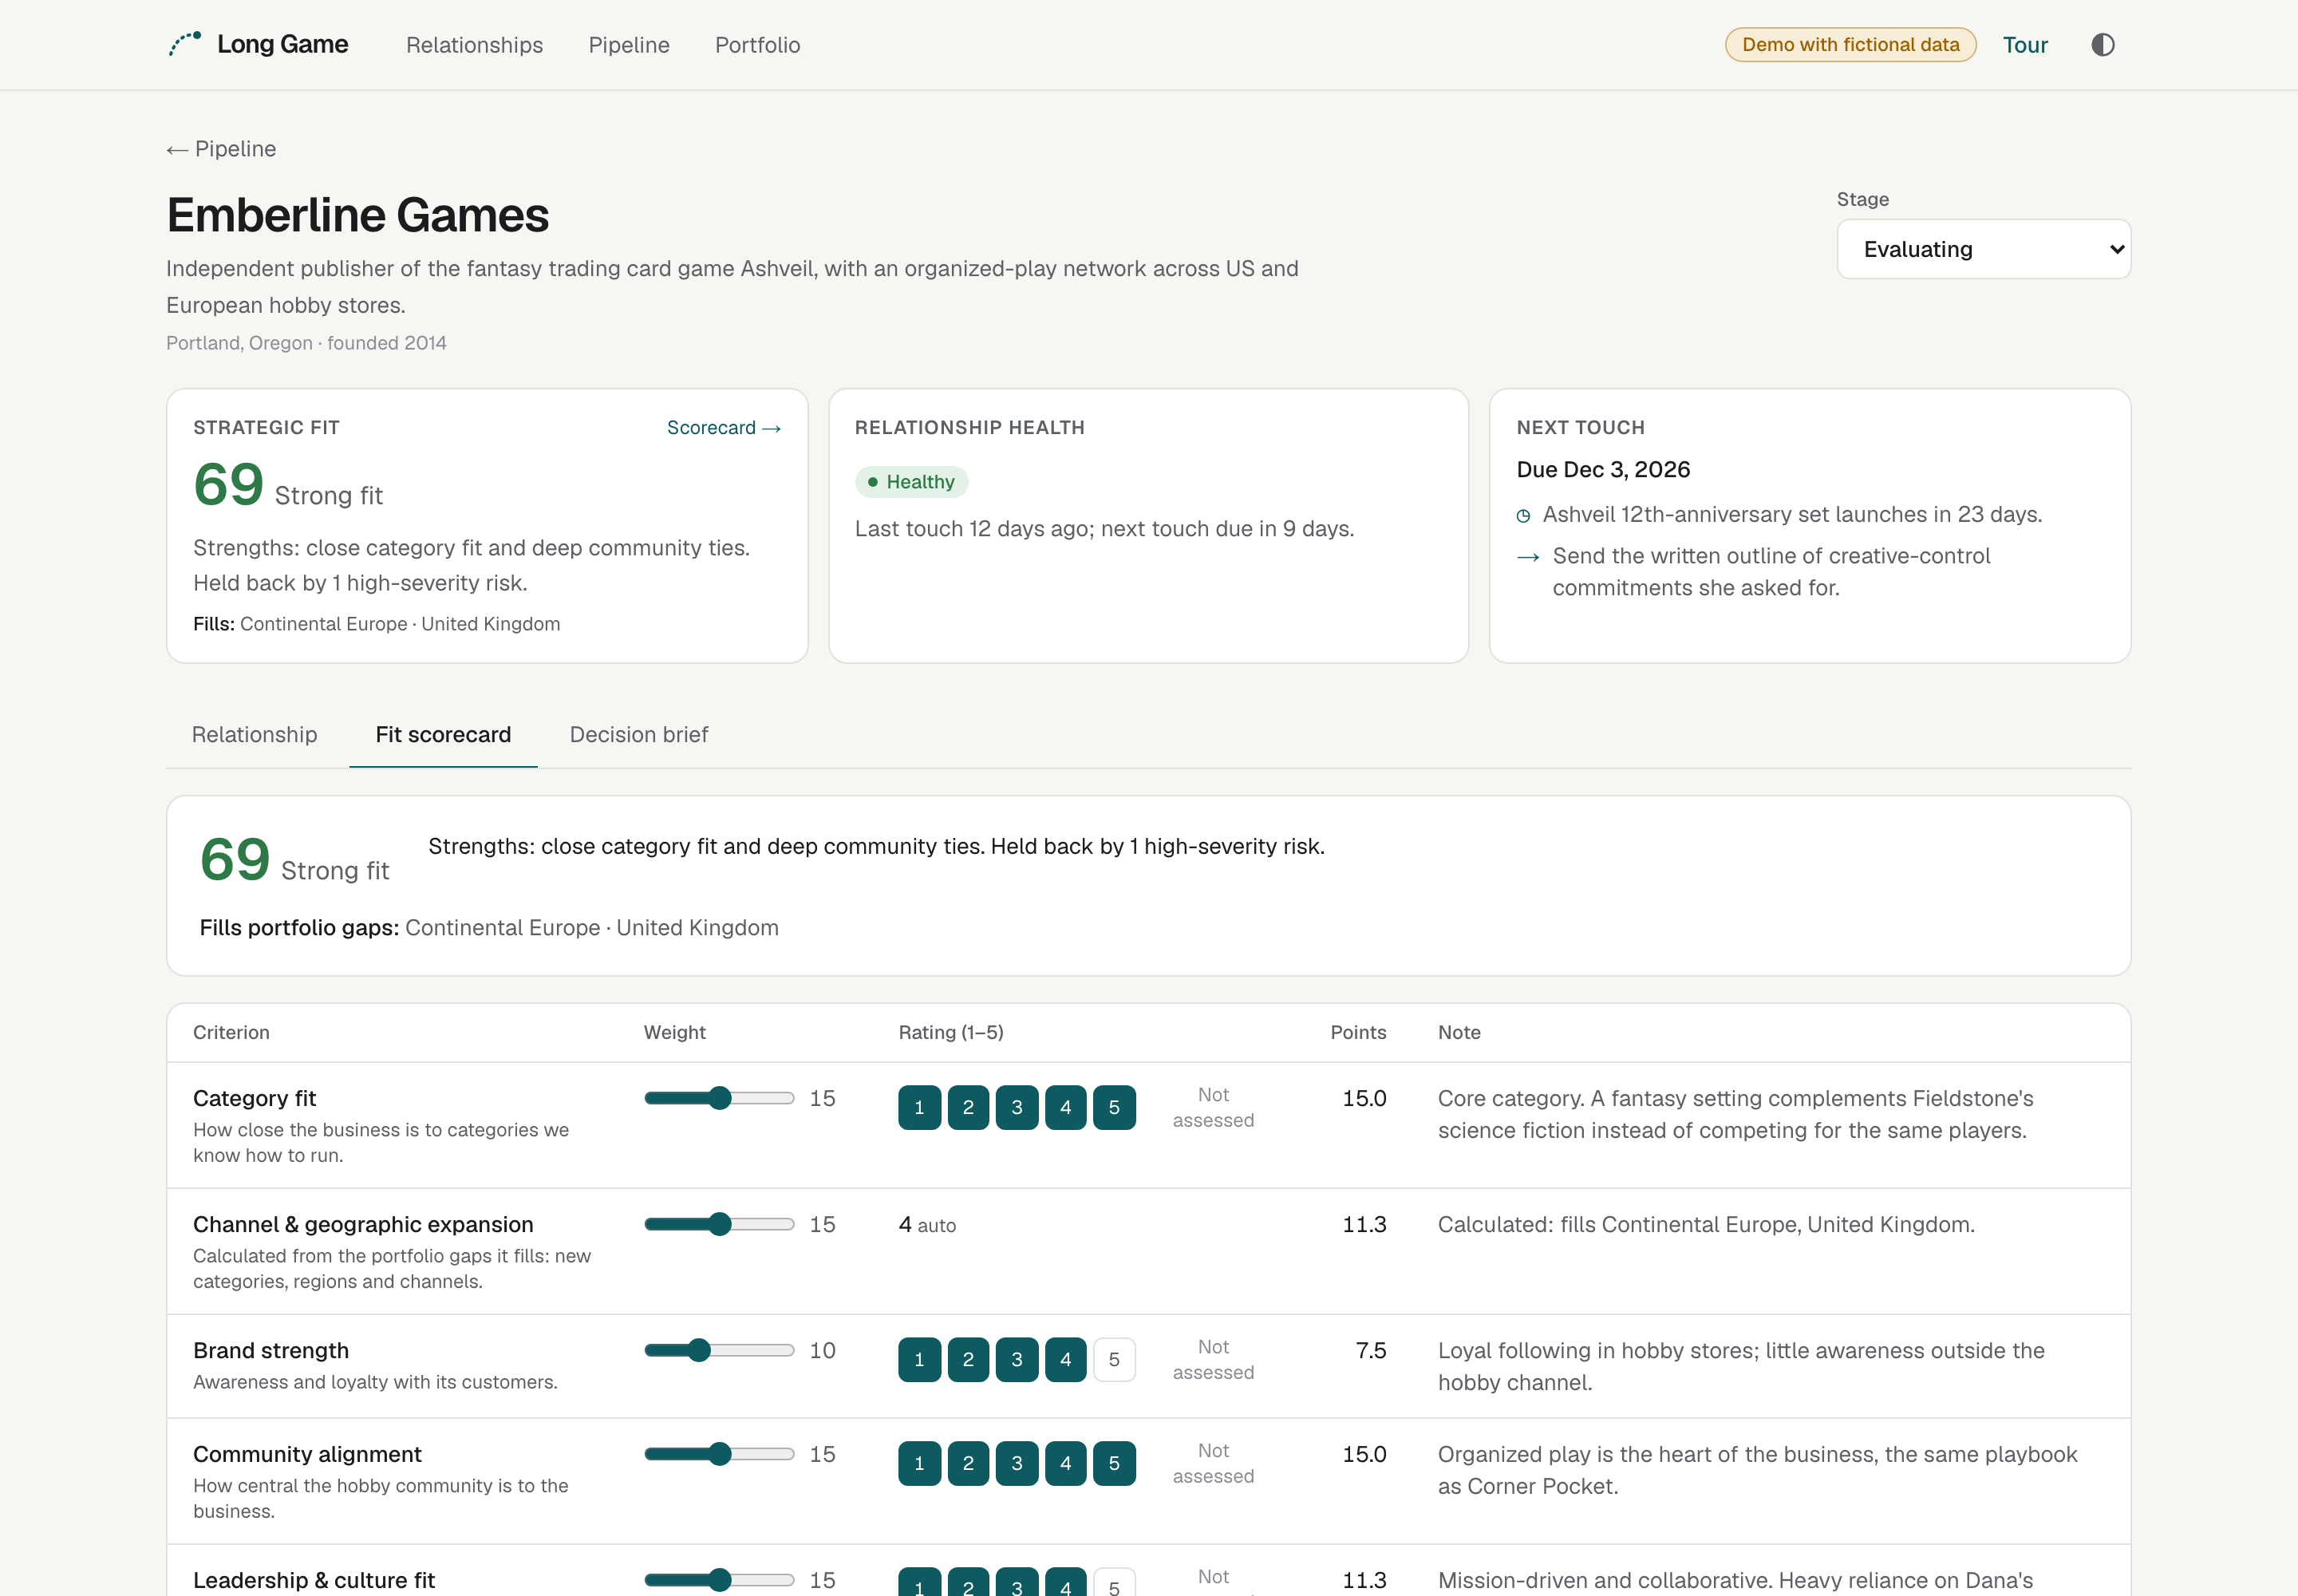 Long Game
Relationships
Pipeline
Portfolio
Demo with fictional data
Tour
← Pipeline
Emberline Games
Independent publisher of the fantasy trading card game Ashveil, with an organized-play network across US and
European hobby stores.
Portland, Oregon · founded 2014
Stage
Evaluating
STRATEGIC FIT
Scorecard →
69 Strong fit
Strengths: close category fit and deep community ties.
Held back by 1 high-severity risk.
Fills: Continental Europe · United Kingdom
RELATIONSHIP HEALTH
Healthy
Last touch 12 days ago; next touch due in 9 days.
NEXT TOUCH
Due Dec 3, 2026
Ashveil 12th-anniversary set launches in 23 days.
→ Send the written outline of creative-control
commitments she asked for.
Relationship
Fit scorecard
Decision brief
69 Strong fit
Strengths: close category fit and deep community ties. Held back by 1 high-severity risk.
Fills portfolio gaps: Continental Europe · United Kingdom
Criterion
Weight
Rating (1–5)
Points
Note
Category fit
How close the business is to categories we
know how to run.
15
1 2 3 4 5
Not
assessed
15.0
Core category. A fantasy setting complements Fieldstone's
science fiction instead of competing for the same players.
Channel & geographic expansion
Calculated from the portfolio gaps it fills: new
categories, regions and channels.
15
4 auto
11.3
Calculated: fills Continental Europe, United Kingdom.
Brand strength
Awareness and loyalty with its customers.
10
1 2 3 4 5
Not
assessed
7.5
Loyal following in hobby stores; little awareness outside the
hobby channel.
Community alignment
How central the hobby community is to the
business.
15
1 2 3 4 5
Not
assessed
15.0
Organized play is the heart of the business, the same playbook
as Corner Pocket.
Leadership & culture fit
15
1 2 3 4 5
Not
11.3
Mission-driven and collaborative. Heavy reliance on Dana's